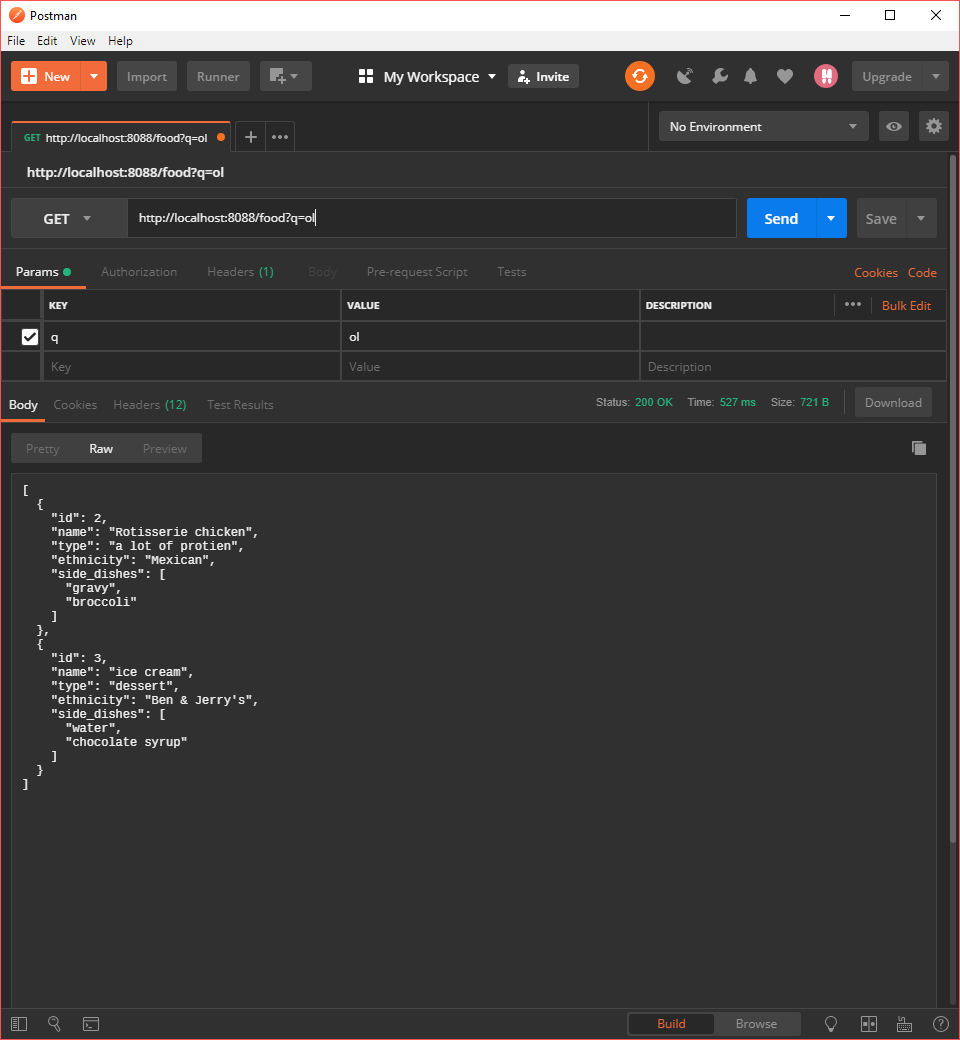 Postman
File Edit View Help
New Import Runner My Workspace Invite Upgrade
GET http://localhost:8088/food?q=ol No Environment
http://localhost:8088/food?q=ol
GET http://localhost:8088/food?q=ol Send Save
Params Authorization Headers (1) Body Pre-request Script Tests Cookies Code
KEY VALUE DESCRIPTION Bulk Edit
q ol
Key Value Description
Body Cookies Headers (12) Test Results Status: 200 OK Time: 527 ms Size: 721 B Download
Pretty Raw Preview
[
  {
    "id": 2,
    "name": "Rotisserie chicken",
    "type": "a lot of protien",
    "ethnicity": "Mexican",
    "side_dishes": [
      "gravy",
      "broccoli"
    ]
  },
  {
    "id": 3,
    "name": "ice cream",
    "type": "dessert",
    "ethnicity": "Ben & Jerry's",
    "side_dishes": [
      "water",
      "chocolate syrup"
    ]
  }
]
Build Browse